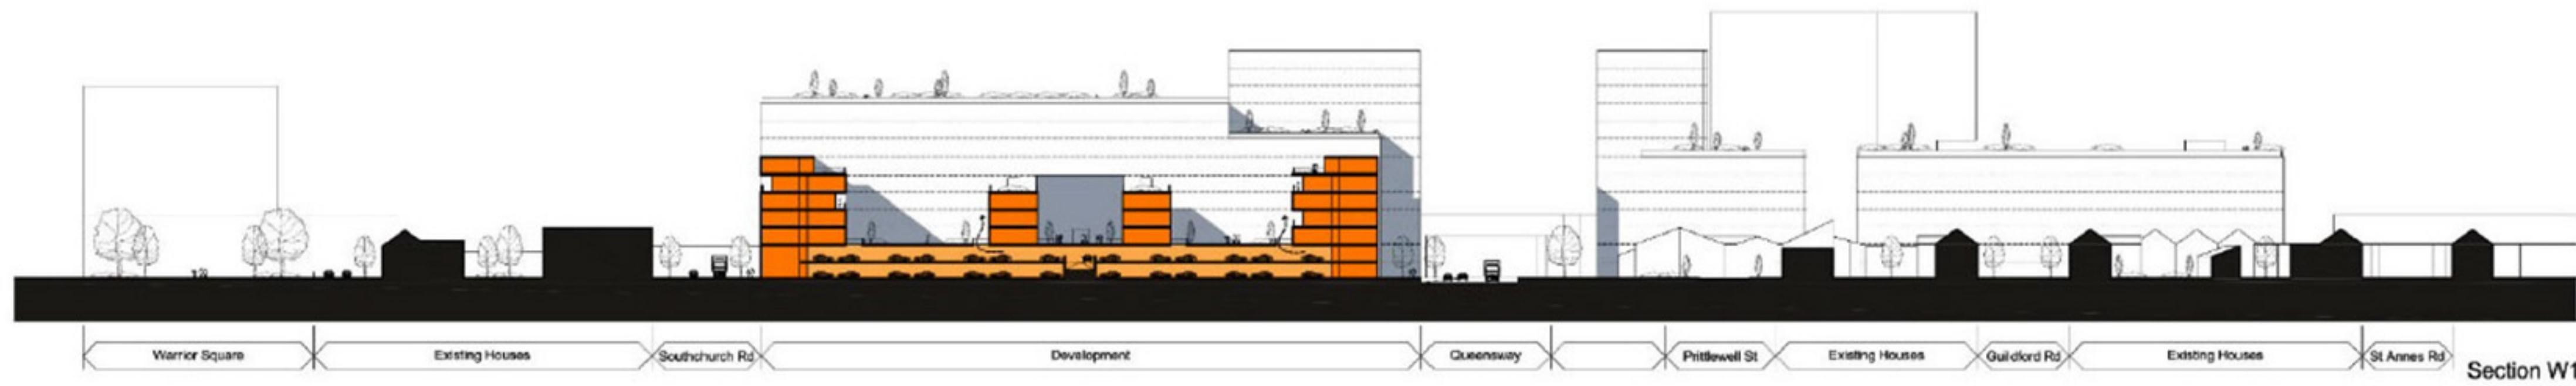 Warrior Square
Existing Houses
Southchurch Rd
Development
Queensway
Prittlewell St
Existing Houses
Guildford Rd
Existing Houses
St Annes Rd
Section W1